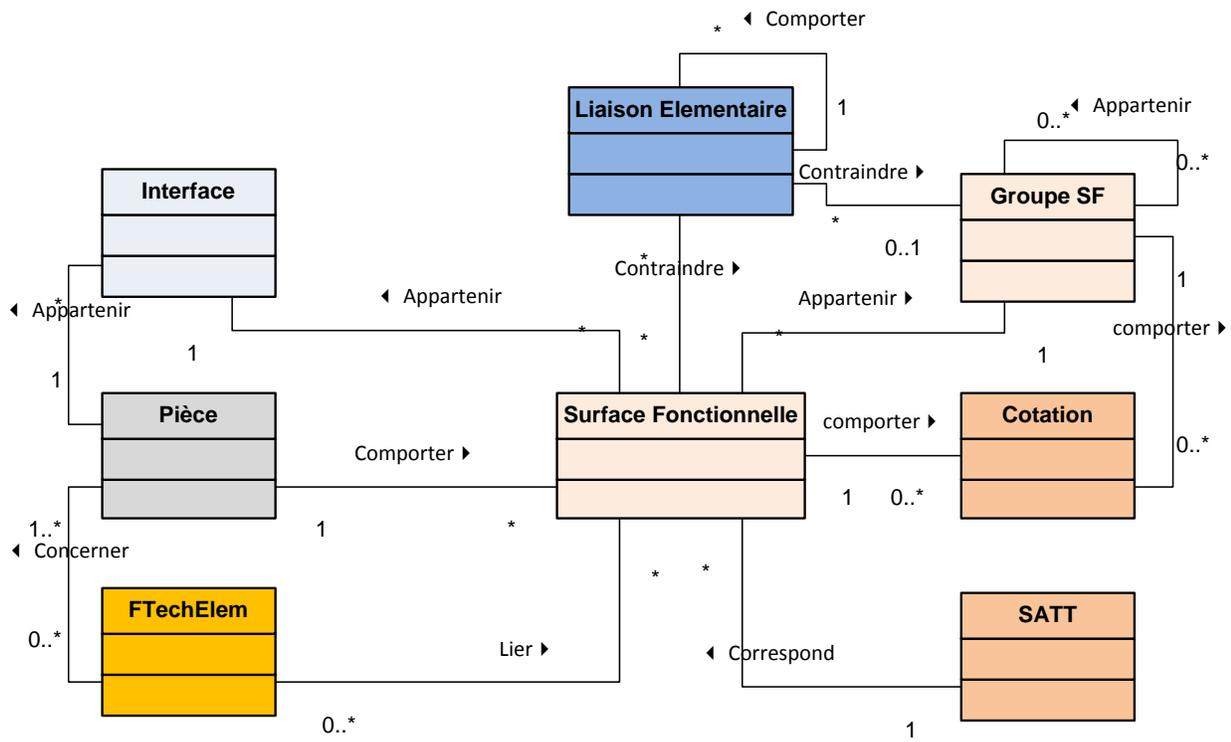 * ◄ Comporter
Liaison Elementaire
1
0..* ◄ Appartenir
0..*
Contraindre ►
Interface
Groupe SF
*
0..1
*
Contraindre ►
1
◄ Appartenir
Appartenir ►
*
◄ Appartenir
comporter ►
*
*
*
1
1
1
Pièce
Surface Fonctionnelle
Cotation
comporter ►
0..*
Comporter ►
1 0..*
1..*
1
*
◄ Concerner
*
*
FTechElem
SATT
0..*
Lier ►
◄ Correspond
0..*
1